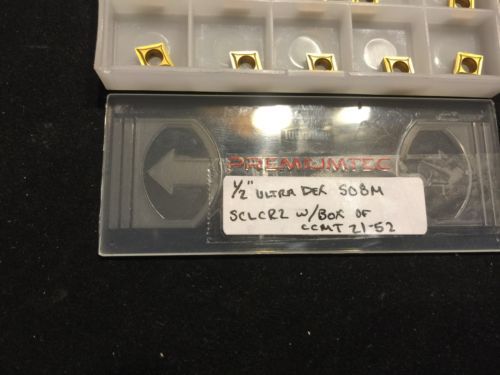 PREMIUMTEC
1/2" ULTRA DEX S08M
SCLCR2 W/BOX OF
CCMT 21-52